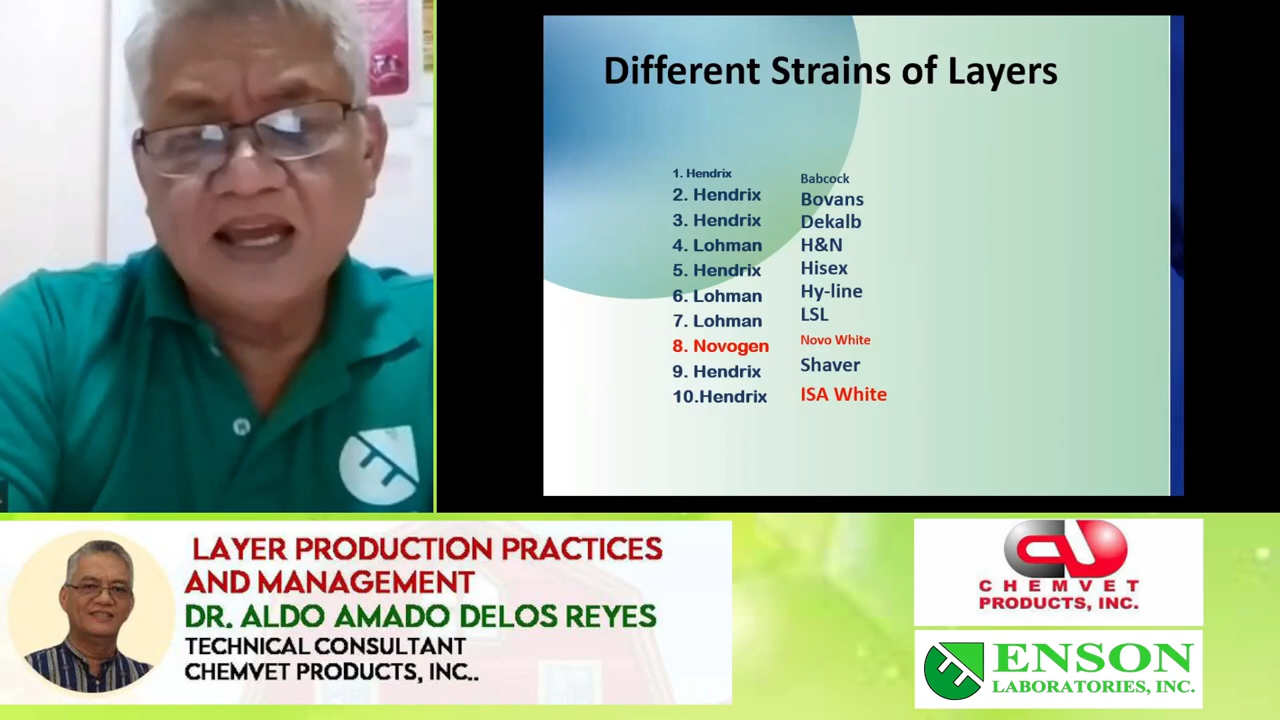 Different Strains of Layers
1. Hendrix
2. Hendrix
3. Hendrix
4. Lohman
5. Hendrix
6. Lohman
7. Lohman
8. Novogen
9. Hendrix
10.Hendrix
Babcock
Bovans
Dekalb
H&N
Hisex
Hy-line
LSL
Novo White
Shaver
ISA White
LAYER PRODUCTION PRACTICES
AND MANAGEMENT
DR. ALDO AMADO DELOS REYES
TECHNICAL CONSULTANT
CHEMVET PRODUCTS, INC..
CHEMVET
PRODUCTS, INC.
ENSON
LABORATORIES, INC.